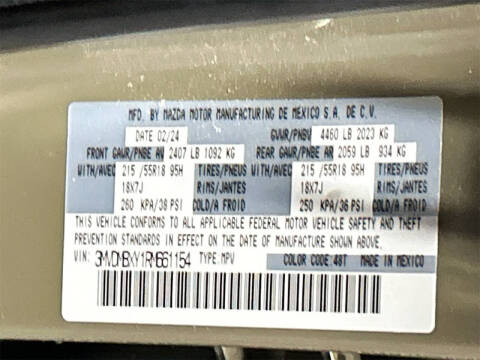 MFD. BY MAZDA MOTOR MANUFACTURING DE MEXICO S.A. DE C.V.
DATE 02/24 GVWR/PNBV 4460 LB 2023 KG
FRONT GAWR/PNBE AV 2407 LB 1092 KG REAR GAWR/PNBE AR 2059 LB 934 KG
WITH/AVEC 215 /55R18 95H TIRES/PNEUS WITH/AVEC 215 /55R18 95H TIRES/PNEUS
18X7J RIMS/JANTES 18X7J RIMS/JANTES
260 KPA/38 PSI COLD/A FROID 250 KPA/36 PSI COLD/A FROID
THIS VEHICLE CONFORMS TO ALL APPLICABLE FEDERAL MOTOR VEHICLE SAFETY AND THEFT
PREVENTION STANDARDS IN EFFECT ON THE DATE OF MANUFACTURE SHOWN ABOVE.
VIN: 3MVDMBXY1RM661154 TYPE MPV COLOR CODE 48T MADE IN MEXICO